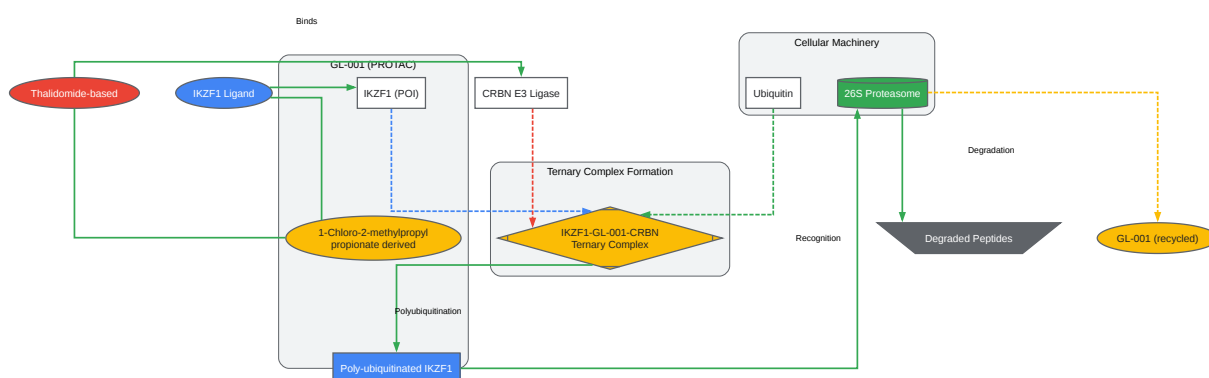 Binds
Cellular Machinery
GL-001 (PROTAC)
Thalidomide-based
IKZF1 Ligand
IKZF1 (POI)
CRBN E3 Ligase
Ubiquitin
26S Proteasome
Degradation
Ternary Complex Formation
1-Chloro-2-methylpropyl
propionate derived
IKZF1-GL-001-CRBN
Ternary Complex
Recognition
Degraded Peptides
GL-001 (recycled)
Polyubiquitination
Poly-ubiquitinated IKZF1